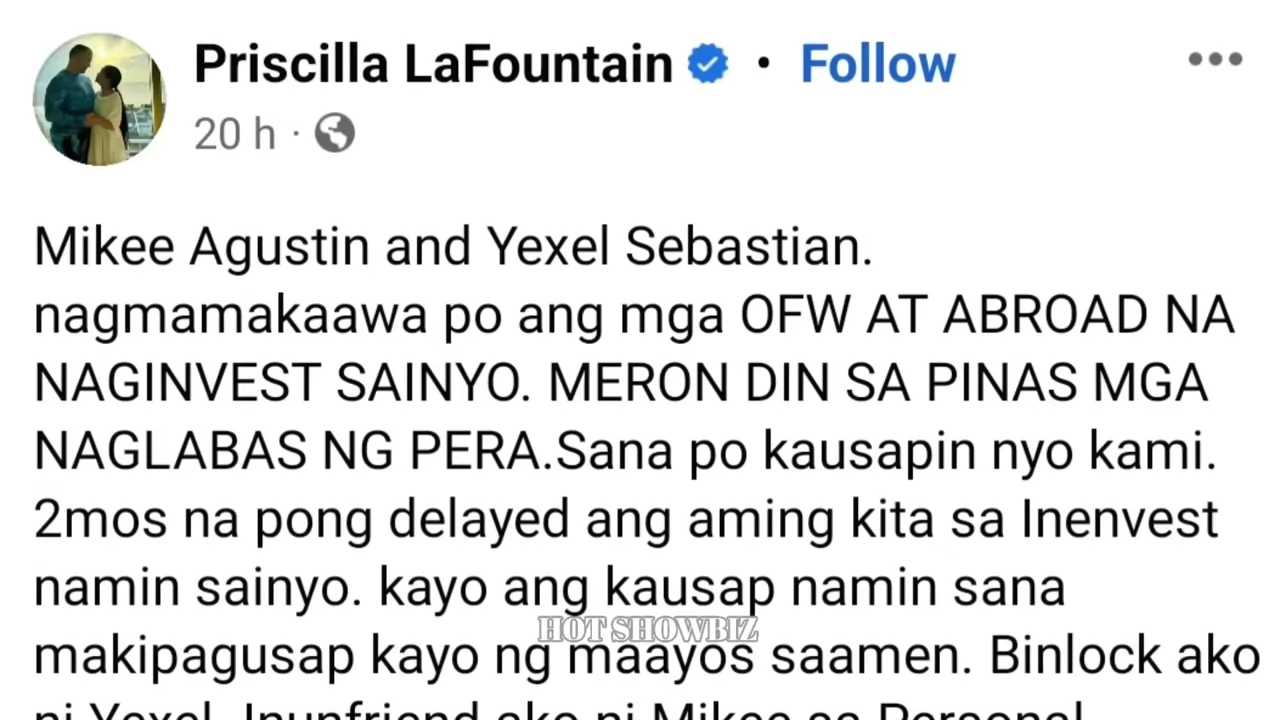 Priscilla LaFountain • Follow
20 h ·
Mikee Agustin and Yexel Sebastian.
nagmamakaawa po ang mga OFW AT ABROAD NA
NAGINVEST SAINYO. MERON DIN SA PINAS MGA
NAGLABAS NG PERA.Sana po kausapin nyo kami.
2mos na pong delayed ang aming kita sa Inenvest
namin sainyo. kayo ang kausap namin sana
HOT SHOWBIZ
makipagusap kayo ng maayos saamen. Binlock ako
ni Yexel. Inunfriend ako ni Mikee sa Personal